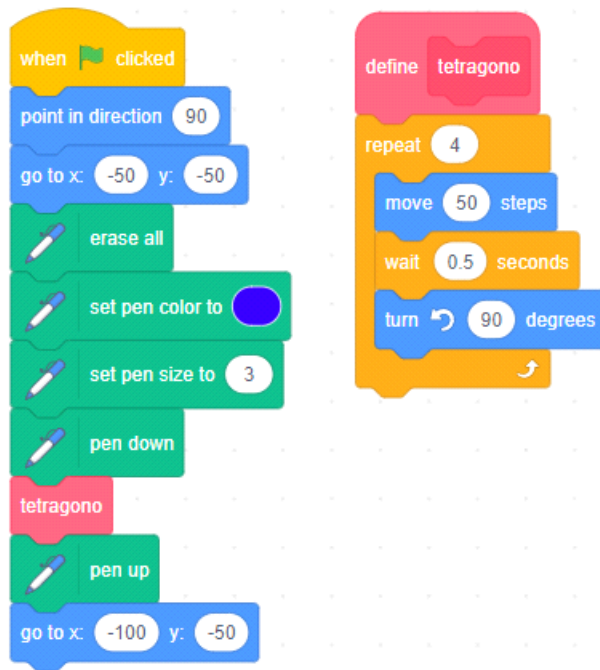 when clicked
point in direction 90
go to x: -50 y: -50
erase all
set pen color to
set pen size to 3
pen down
tetragono
pen up
go to x: -100 y: -50
define tetragono
repeat 4
move 50 steps
wait 0.5 seconds
turn 90 degrees